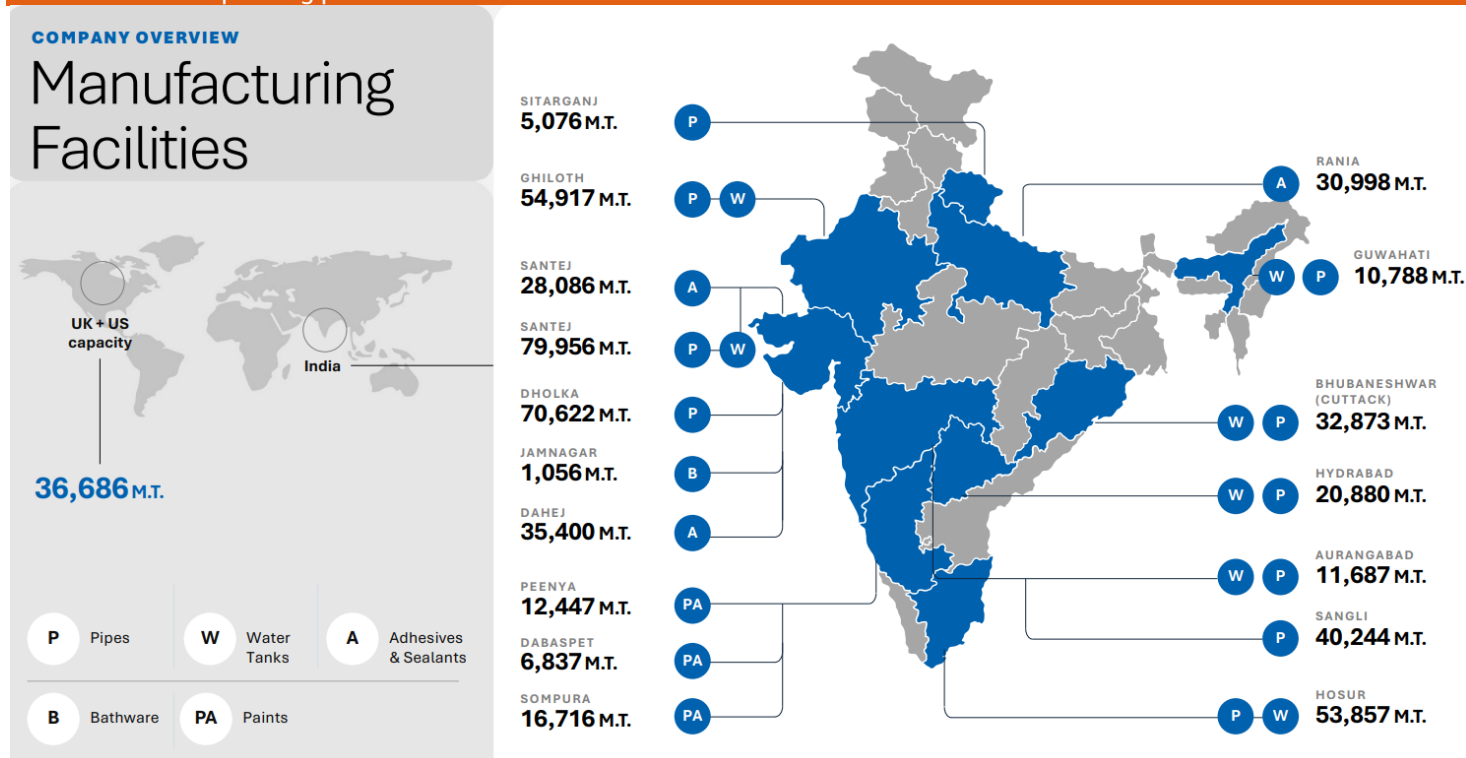 COMPANY OVERVIEW
Manufacturing
Facilities
UK + US
capacity
India
36,686 M.T.
P Pipes
W Water
Tanks
A Adhesives
& Sealants
B Bathware
PA Paints
SITARGANJ
5,076 M.T.
P
GHILOTH
54,917 M.T.
P W
SANTEJ
28,086 M.T.
A
SANTEJ
79,956 M.T.
P W
DHOLKA
70,622 M.T.
P
JAMNAGAR
1,056 M.T.
B
DAHEJ
35,400 M.T.
A
PEENYA
12,447 M.T.
PA
DABASPET
6,837 M.T.
PA
SOMPURA
16,716 M.T.
PA
RANIA
A 30,998 M.T.
GUWAHATI
W P 10,788 M.T.
BHUBANESHWAR
(CUTTACK)
W P 32,873 M.T.
HYDRABAD
W P 20,880 M.T.
AURANGABAD
W P 11,687 M.T.
SANGLI
P 40,244 M.T.
HOSUR
P W 53,857 M.T.